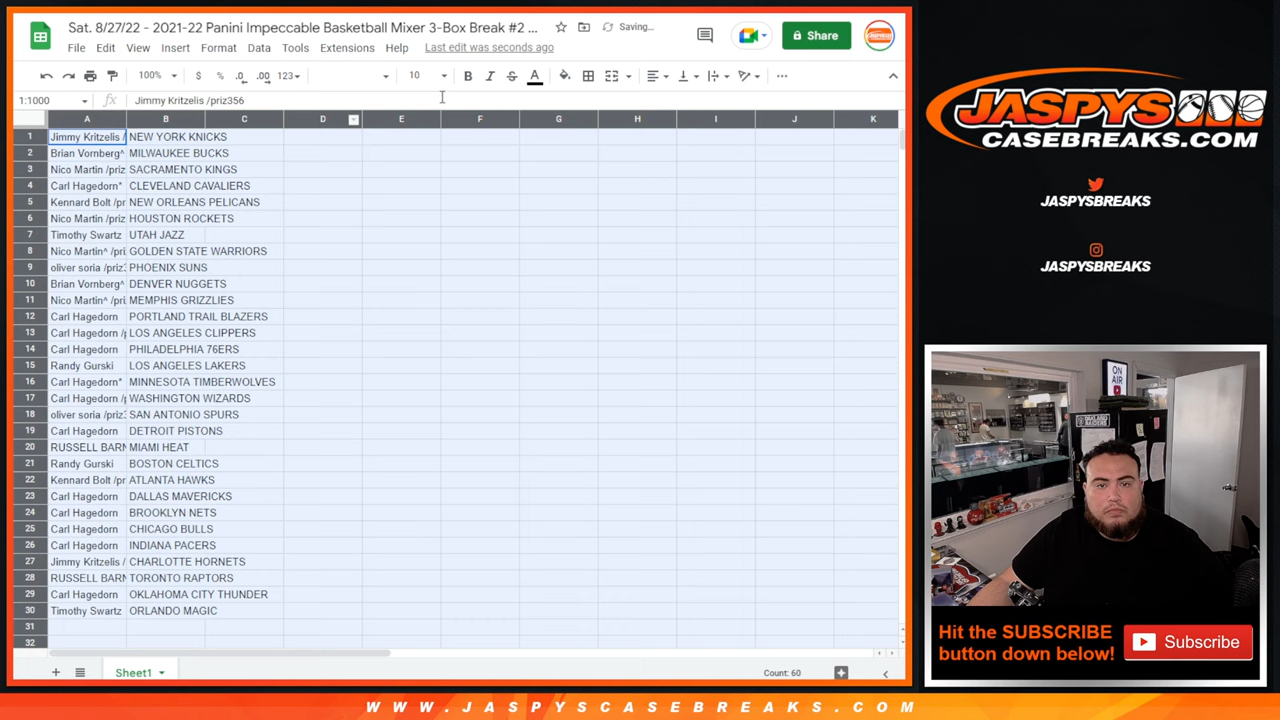 Sat. 8/27/22 - 2021-22 Panini Impeccable Basketball Mixer 3-Box Break #2 ...
Saving...
File Edit View Insert Format Data Tools Extensions Help Last edit was seconds ago
Share
100% $ % .0 .00 123 10 B I S A
1:1000 fx Jimmy Kritzelis /priz356
A B C D E F G H I J K
1 Jimmy Kritzelis / NEW YORK KNICKS
2 Brian Vornberg^ MILWAUKEE BUCKS
3 Nico Martin /priz SACRAMENTO KINGS
4 Carl Hagedorn* CLEVELAND CAVALIERS
5 Kennard Bolt /pr NEW ORLEANS PELICANS
6 Nico Martin /priz HOUSTON ROCKETS
7 Timothy Swartz UTAH JAZZ
8 Nico Martin^ /pri GOLDEN STATE WARRIORS
9 oliver soria /priz3 PHOENIX SUNS
10 Brian Vornberg^ DENVER NUGGETS
11 Nico Martin^ /pri MEMPHIS GRIZZLIES
12 Carl Hagedorn PORTLAND TRAIL BLAZERS
13 Carl Hagedorn /p LOS ANGELES CLIPPERS
14 Carl Hagedorn PHILADELPHIA 76ERS
15 Randy Gurski LOS ANGELES LAKERS
16 Carl Hagedorn* MINNESOTA TIMBERWOLVES
17 Carl Hagedorn /p WASHINGTON WIZARDS
18 oliver soria /priz3 SAN ANTONIO SPURS
19 Carl Hagedorn DETROIT PISTONS
20 RUSSELL BARN MIAMI HEAT
21 Randy Gurski BOSTON CELTICS
22 Kennard Bolt /pr ATLANTA HAWKS
23 Carl Hagedorn DALLAS MAVERICKS
24 Carl Hagedorn BROOKLYN NETS
25 Carl Hagedorn CHICAGO BULLS
26 Carl Hagedorn INDIANA PACERS
27 Jimmy Kritzelis / CHARLOTTE HORNETS
28 RUSSELL BARN TORONTO RAPTORS
29 Carl Hagedorn OKLAHOMA CITY THUNDER
30 Timothy Swartz ORLANDO MAGIC
31
32
Sheet1
Count: 60
JASPYS
CASEBREAKS.COM
JASPYSBREAKS
JASPYSBREAKS
ON
AIR
Hit the SUBSCRIBE
button down below!
Subscribe
WWW.JASPYSCASEBREAKS.COM